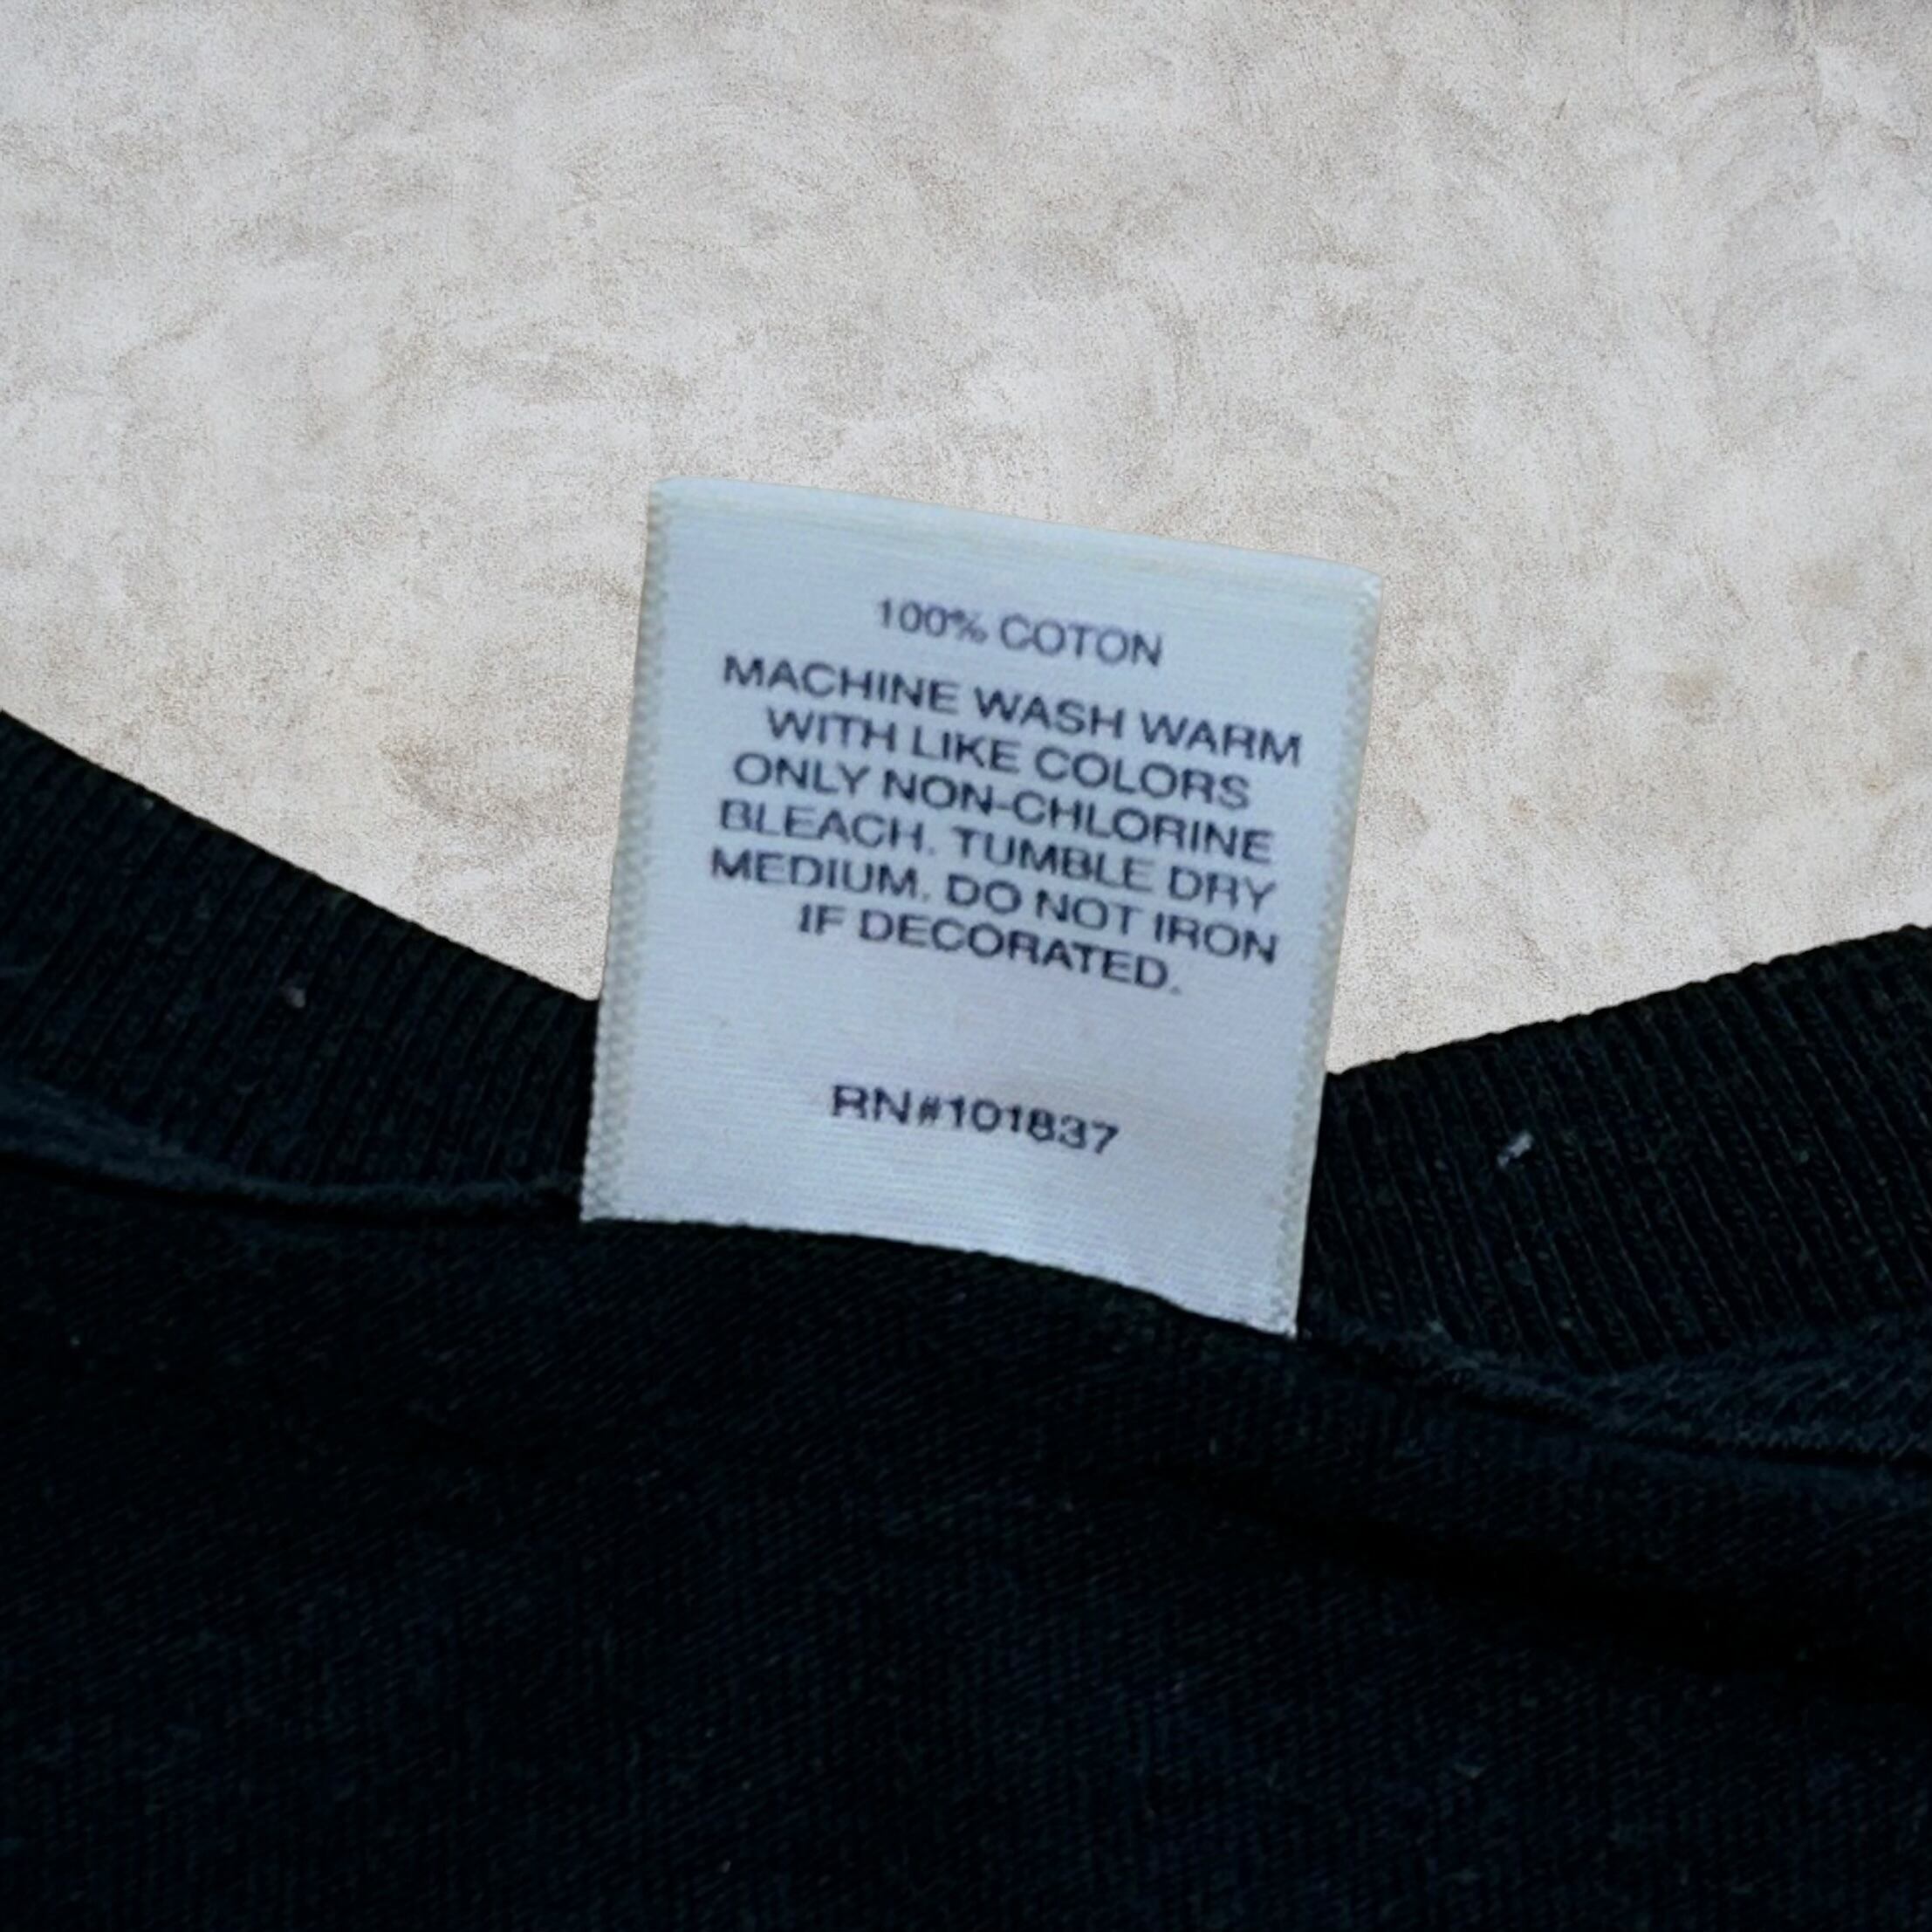 100% COTON
MACHINE WASH WARM
WITH LIKE COLORS
ONLY NON-CHLORINE
BLEACH. TUMBLE DRY
MEDIUM. DO NOT IRON
IF DECORATED.
RN#101837